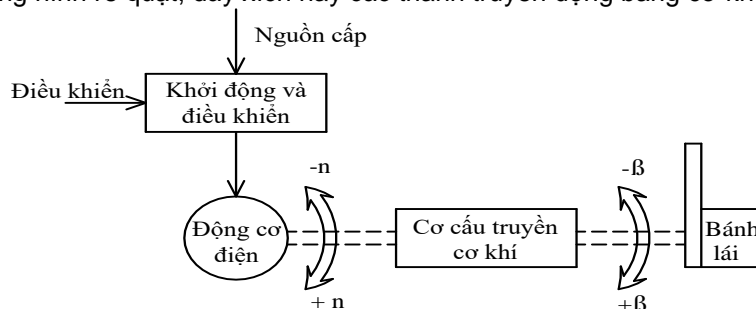 Nguồn cấp
Điều khiển
Khởi động và
điều khiển
-n
-ß
Động cơ
điện
Cơ cấu truyền
cơ khí
Bánh
lái
+ n
+ß